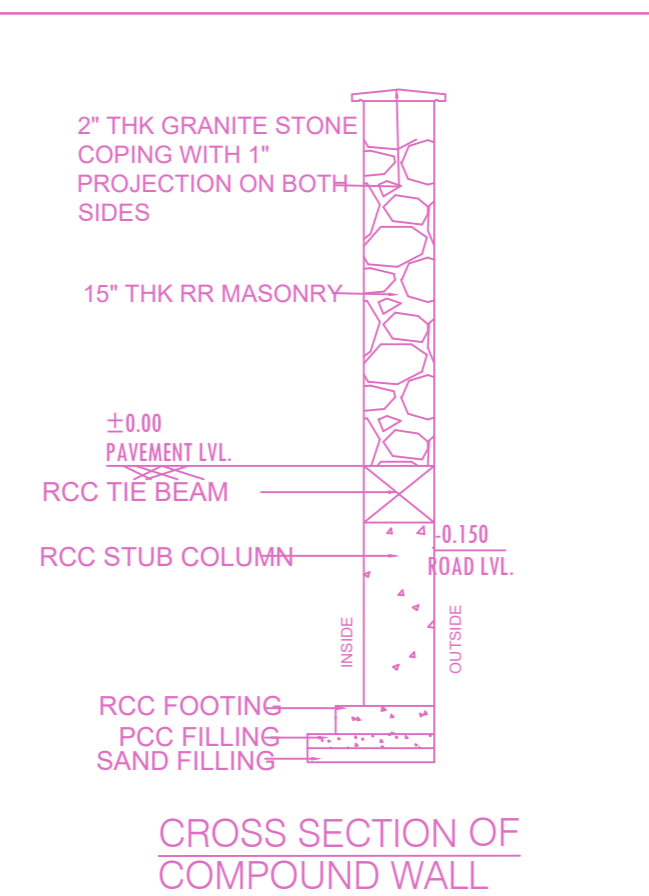 2" THK GRANITE STONE
COPING WITH 1"
PROJECTION ON BOTH
SIDES
15" THK RR MASONRY
±0.00
PAVEMENT LVL.
RCC TIE BEAM
-0.150
RCC STUB COLUMN
ROAD LVL.
INSIDE
OUTSIDE
RCC FOOTING
PCC FILLING
SAND FILLING
CROSS SECTION OF
COMPOUND WALL